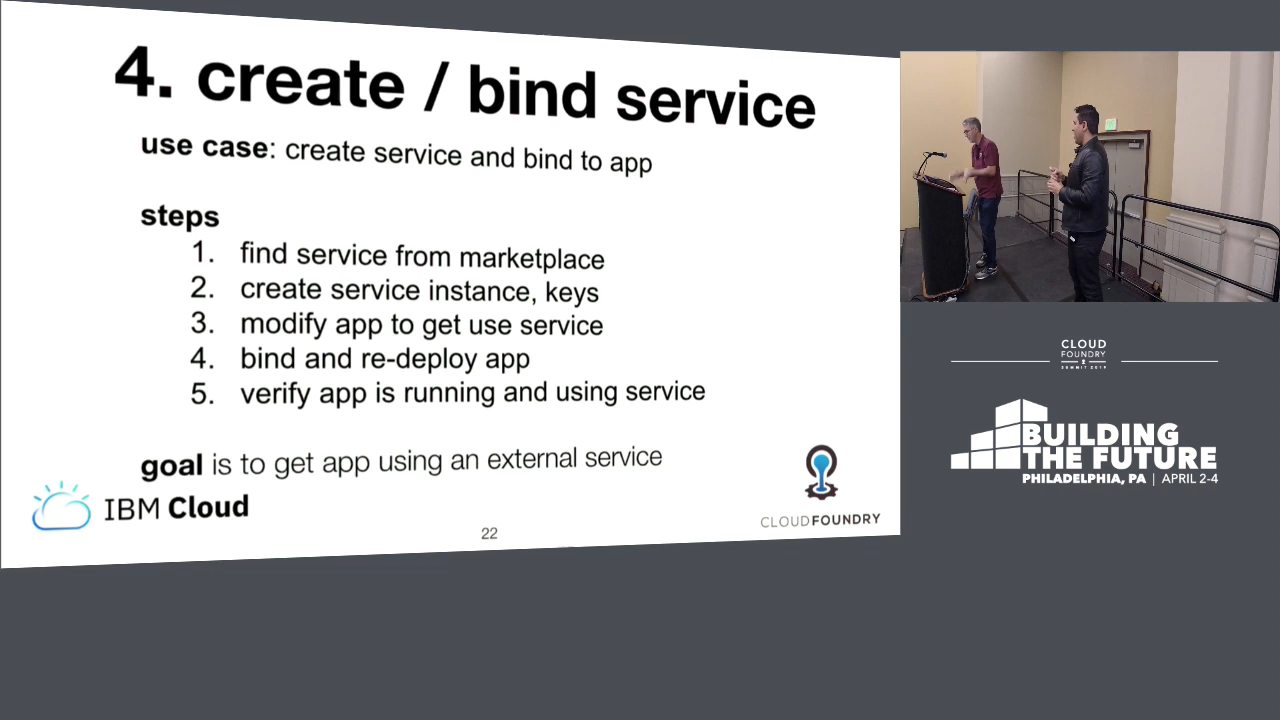 4. create / bind service
use case: create service and bind to app
steps
1. find service from marketplace
2. create service instance, keys
3. modify app to get use service
4. bind and re-deploy app
5. verify app is running and using service
goal is to get app using an external service
IBM Cloud
22
CLOUDFOUNDRY
CLOUD
FOUNDRY
SUMMIT 2019
BUILDING
THE FUTURE
PHILADELPHIA, PA | APRIL 2-4